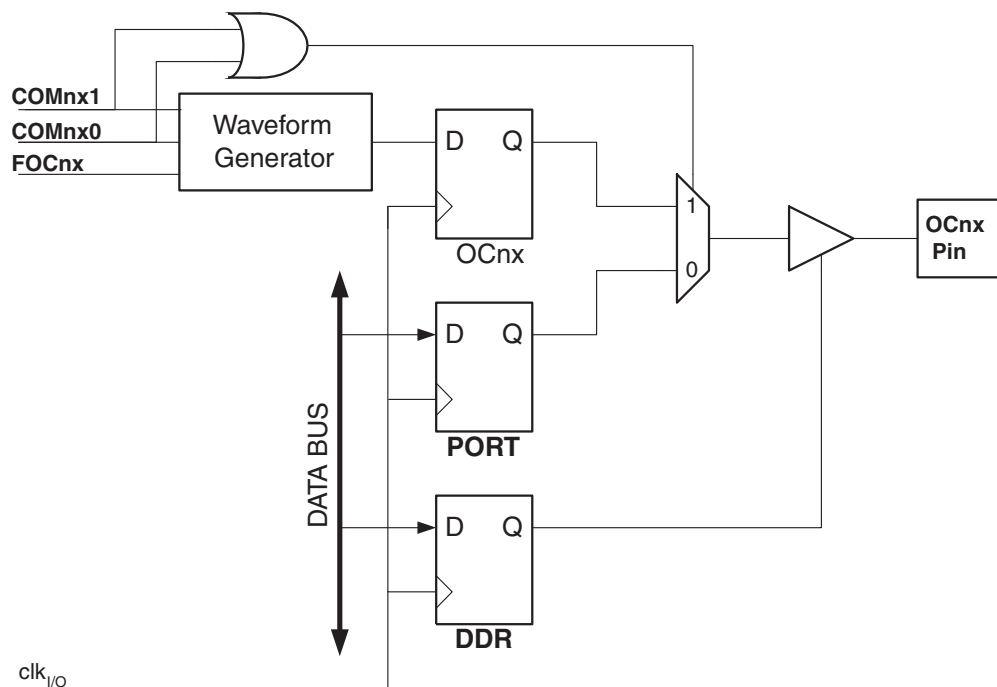 COMnx1
COMnx0
FOCnx
Waveform
Generator
D Q
OCnx
1
0
OCnx
Pin
D Q
PORT
DATA BUS
D Q
DDR
clkI/O